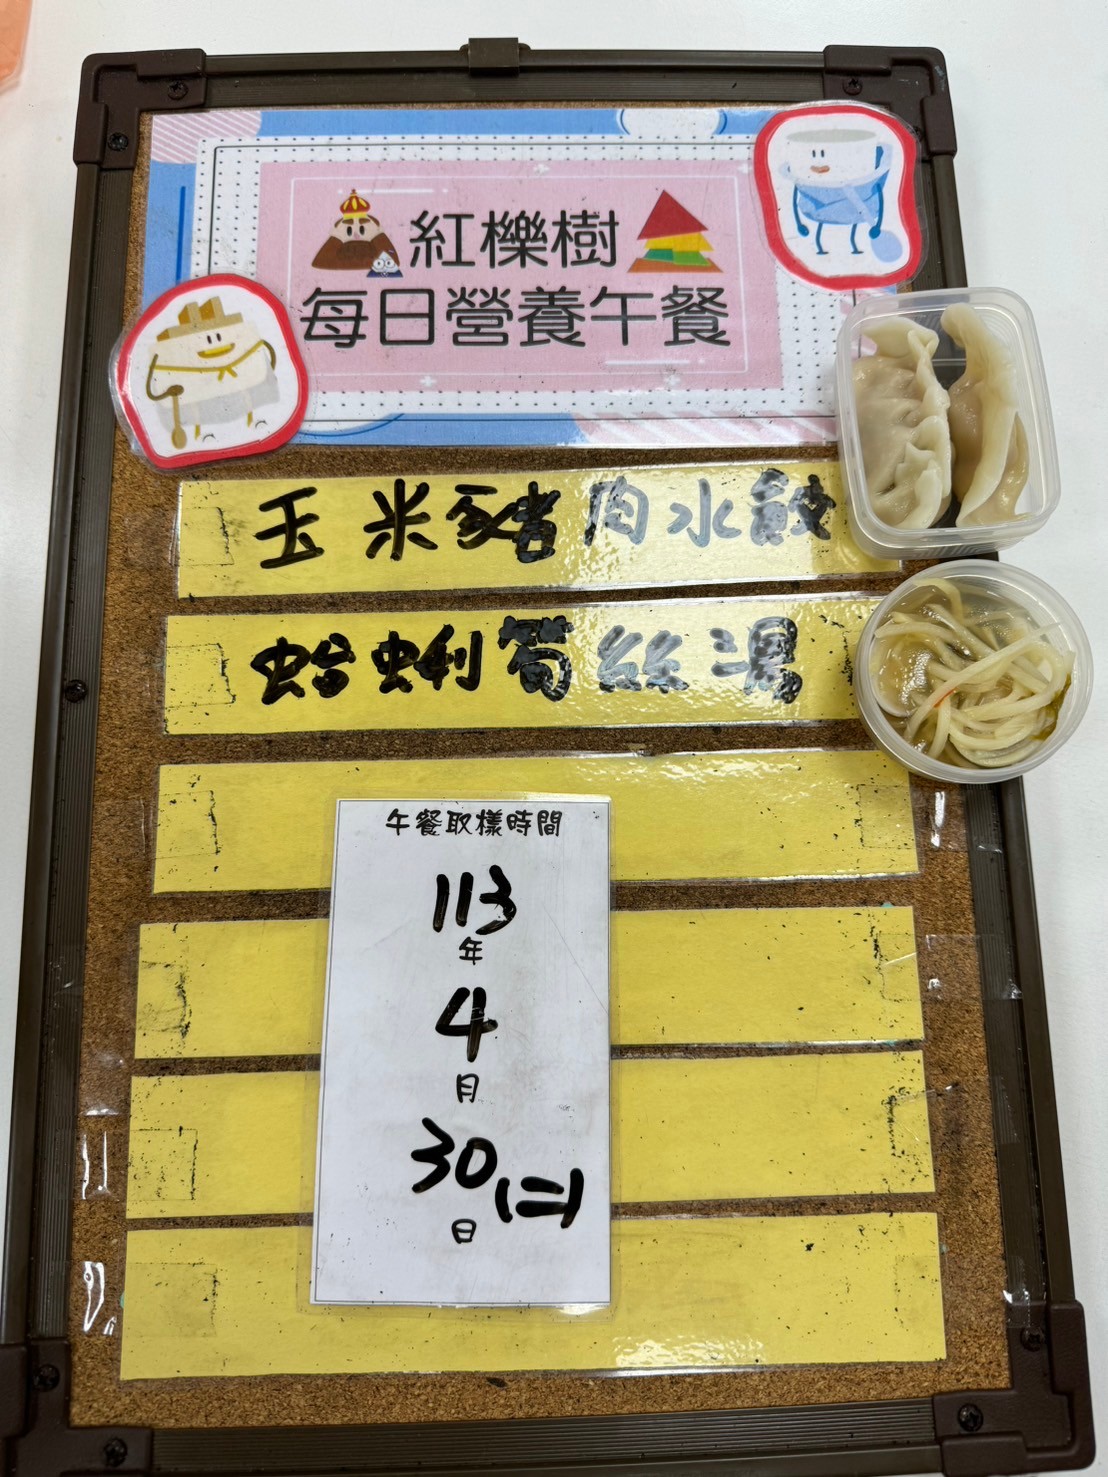 紅櫟樹
每日營養午餐
玉米豬肉水餃
蛤蜊筍絲湯
午餐取樣時間
113
年
4
月
30(二)
日